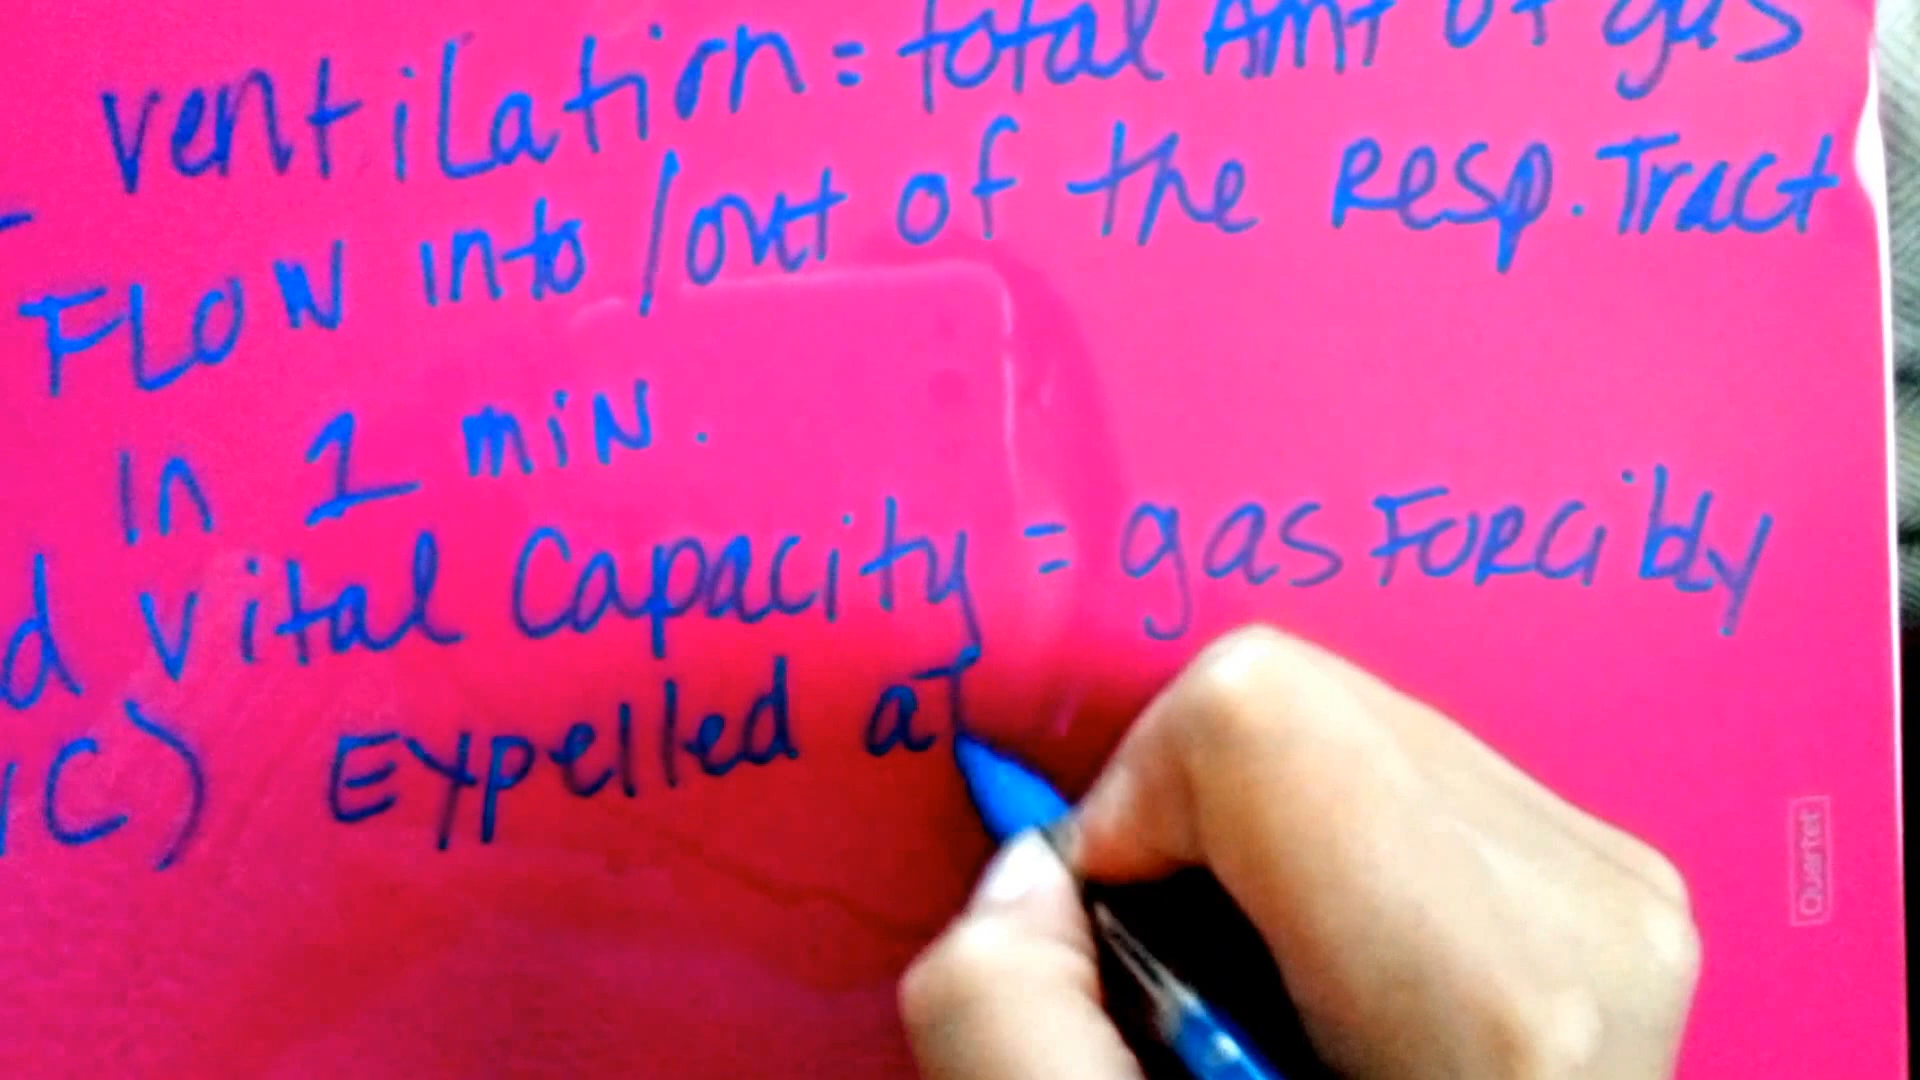 ventilation = total AMT of gas
FLOW into /out of the Resp. Tract
in 1 miN.
d vital Capacity = gas FORCibly
C) Expelled aT
Quartet